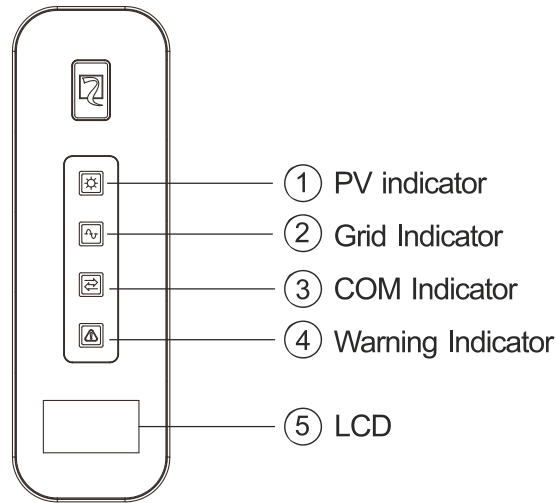 ① PV indicator
② Grid Indicator
③ COM Indicator
④ Warning Indicator
⑤ LCD